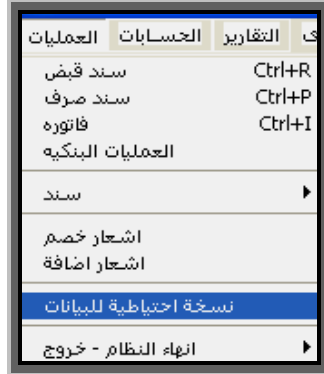 العمليات الحسابات التقارير ف
سند قبض Ctrl+R
سند صرف Ctrl+P
فاتوره Ctrl+I
العمليات البنكيه
سند
اشعار خصم
اشعار اضافة
نسخة احتياطية للبيانات
انهاء النظام - خروج